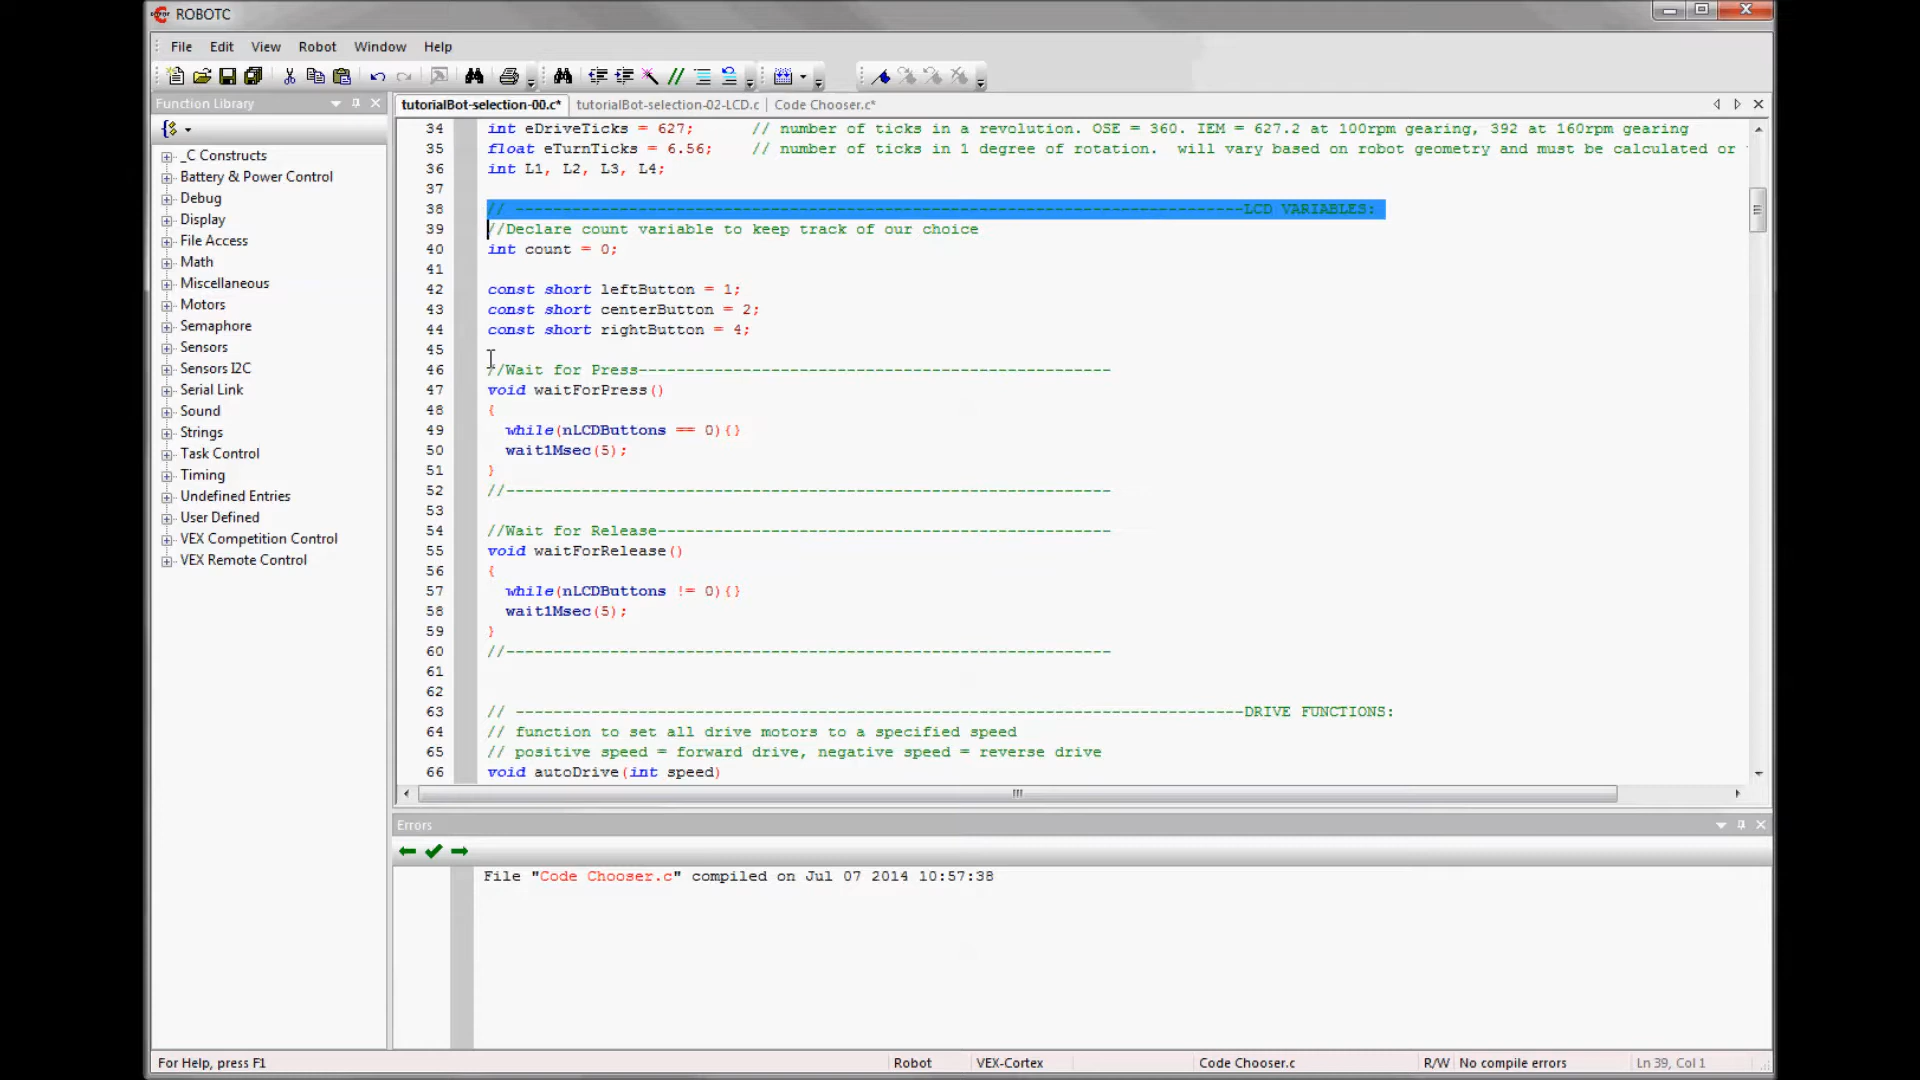 ROBOTC
File Edit View Robot Window Help
Function Library
tutorialBot-selection-00.c* tutorialBot-selection-02-LCD.c Code Chooser.c*
_C Constructs
Battery & Power Control
Debug
Display
File Access
Math
Miscellaneous
Motors
Semaphore
Sensors
Sensors I2C
Serial Link
Sound
Strings
Task Control
Timing
Undefined Entries
User Defined
VEX Competition Control
VEX Remote Control
34 int eDriveTicks = 627; // number of ticks in a revolution. OSE = 360. IEM = 627.2 at 100rpm gearing, 392 at 160rpm gearing
35 float eTurnTicks = 6.56; // number of ticks in 1 degree of rotation. will vary based on robot geometry and must be calculated or
36 int L1, L2, L3, L4;
37
38 // -----------------------------------------------------------------------------LCD VARIABLES:
39 //Declare count variable to keep track of our choice
40 int count = 0;
41
42 const short leftButton = 1;
43 const short centerButton = 2;
44 const short rightButton = 4;
45
46 //Wait for Press--------------------------------------------------
47 void waitForPress()
48 {
49 while(nLCDButtons == 0){}
50 wait1Msec(5);
51 }
52 //----------------------------------------------------------------
53
54 //Wait for Release------------------------------------------------
55 void waitForRelease()
56 {
57 while(nLCDButtons != 0){}
58 wait1Msec(5);
59 }
60 //----------------------------------------------------------------
61
62
63 // -----------------------------------------------------------------------------DRIVE FUNCTIONS:
64 // function to set all drive motors to a specified speed
65 // positive speed = forward drive, negative speed = reverse drive
66 void autoDrive(int speed)
Errors
File "Code Chooser.c" compiled on Jul 07 2014 10:57:38
For Help, press F1 Robot VEX-Cortex Code Chooser.c R/W No compile errors Ln 39, Col 1